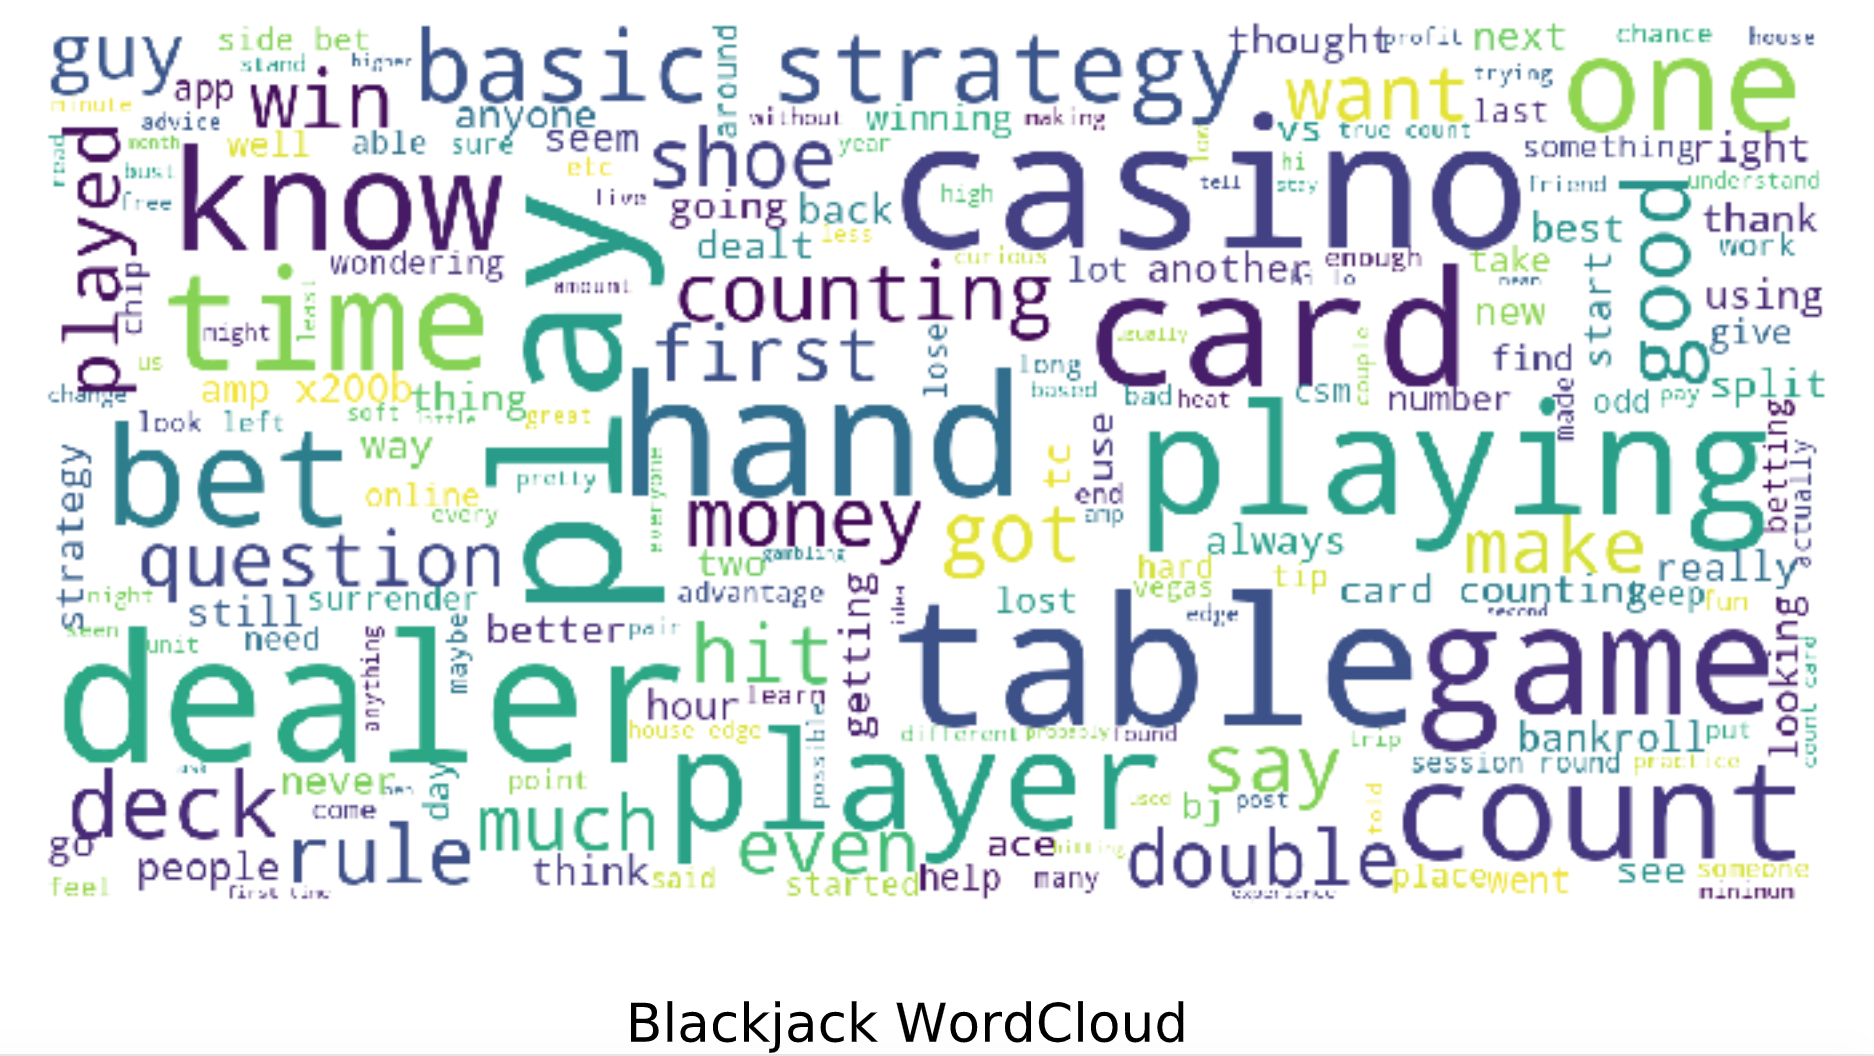 guy
side bet
stand
higher
basic strategy
around
thought
profit
next
chance
house
minute
app
win
anyone
want
trying
one
advice
without
winning
making
last
played
read
month
well
able
sure
seem
shoe
year
vs
true count
something
right
bust
etc
hi
free
know
live
going
back
high
casino
tell
stay
friend
understand
good
thank
dealt
less
best
work
wondering
curious
lot
another
enough
take
chip
time
might
least
play
amount
counting
hi lo
mean
start
using
us
first
lose
card
usually
couple
new
find
give
change
amp x200b
thing
long
based
bad
heat
csm
number
made
odd
pay
split
look
left
soft
little
great
hand
use
playing
betting
actually
bet
way
pretty
everyone
tc
strategy
online
every
money
got
end
amp
always
make
question
two
gambling
hard
tip
really
night
still
surrender
advantage
getting
idea
lost
vegas
edge
card counting
second
keep
fun
seen
unit
need
anything
maybe
better
pair
hit
table
game
looking
count card
dealer
hour
learn
house edge
possible
different
probably
found
trip
bankroll
put
ask
deck
never
day
point
player
say
session
round
practice
come
much
used
bj
post
told
count
go
people
rule
even
ace
hitting
double
feel
first time
think
said
started
help
many
experience
place
went
see
someone
minimum
Blackjack WordCloud